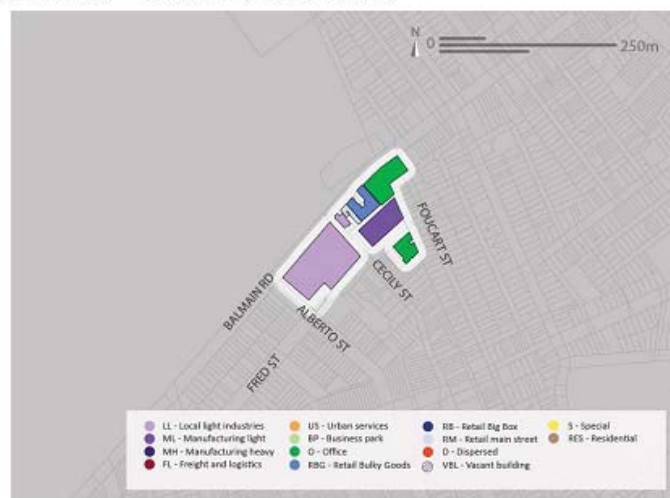 N
0
250m
FOUCART ST
CECILY ST
BALMAIN RD
ALBERTO ST
FRED ST
LL - Local light industries
ML - Manufacturing light
MH - Manufacturing heavy
FL - Freight and logistics
US - Urban services
BP - Business park
O - Office
RBG - Retail Bulky Goods
RB - Retail Big Box
RM - Retail main street
D - Dispersed
VBL - Vacant building
S - Special
RES - Residential